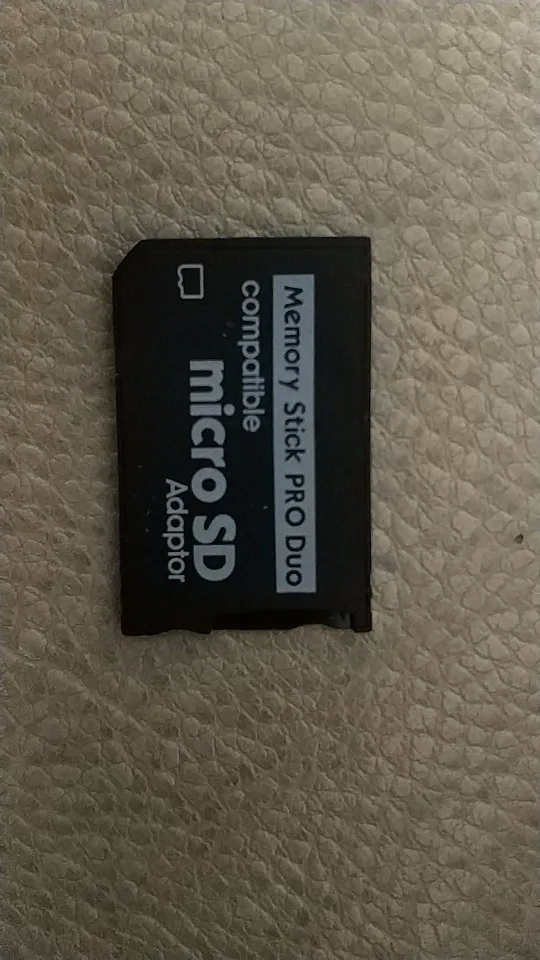 Memory Stick PRO Duo
compatible
micro SD
Adaptor